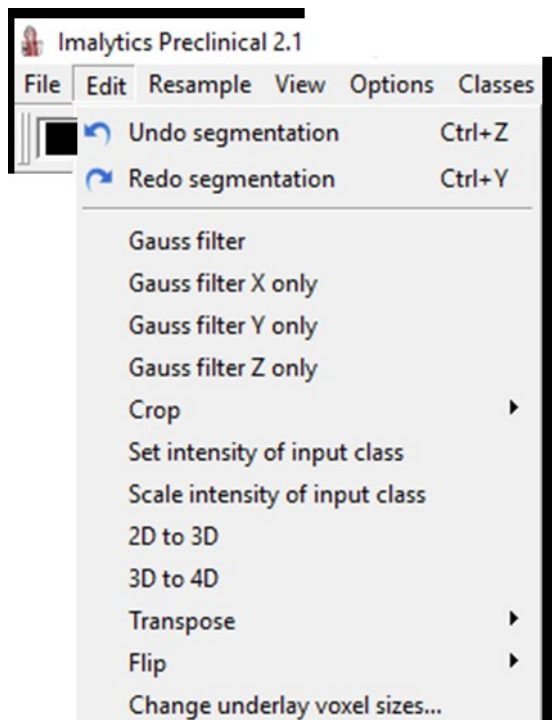 Imalytics Preclinical 2.1
File Edit Resample View Options Classes
Undo segmentation Ctrl+Z
Redo segmentation Ctrl+Y
Gauss filter
Gauss filter X only
Gauss filter Y only
Gauss filter Z only
Crop
Set intensity of input class
Scale intensity of input class
2D to 3D
3D to 4D
Transpose
Flip
Change underlay voxel sizes...